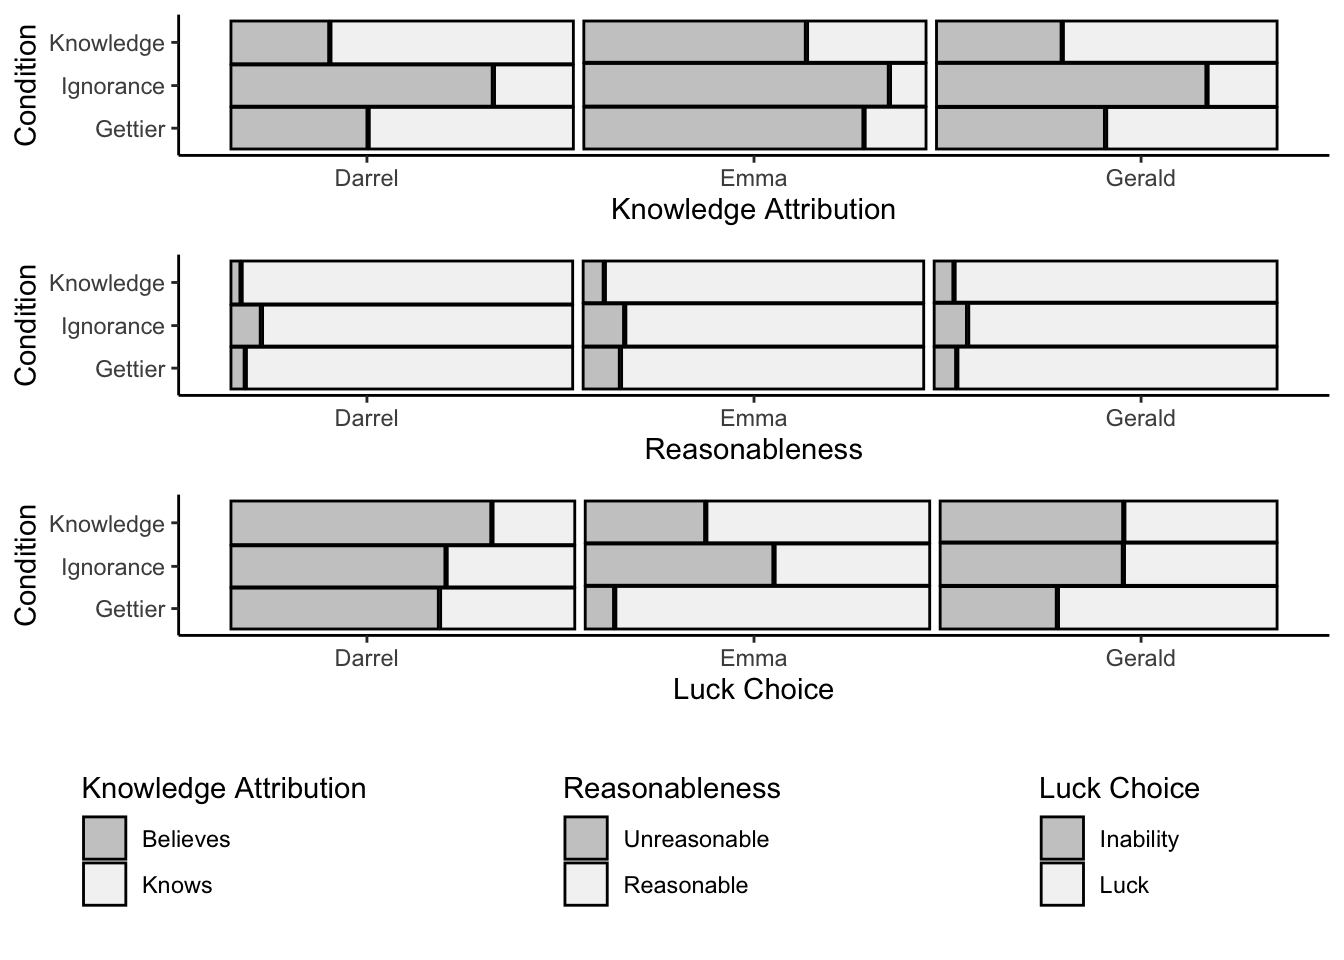 Condition
Knowledge
Ignorance
Gettier
Darrel Emma Gerald
Knowledge Attribution
Condition
Knowledge
Ignorance
Gettier
Darrel Emma Gerald
Reasonableness
Condition
Knowledge
Ignorance
Gettier
Darrel Emma Gerald
Luck Choice
Knowledge Attribution
Believes
Knows
Reasonableness
Unreasonable
Reasonable
Luck Choice
Inability
Luck